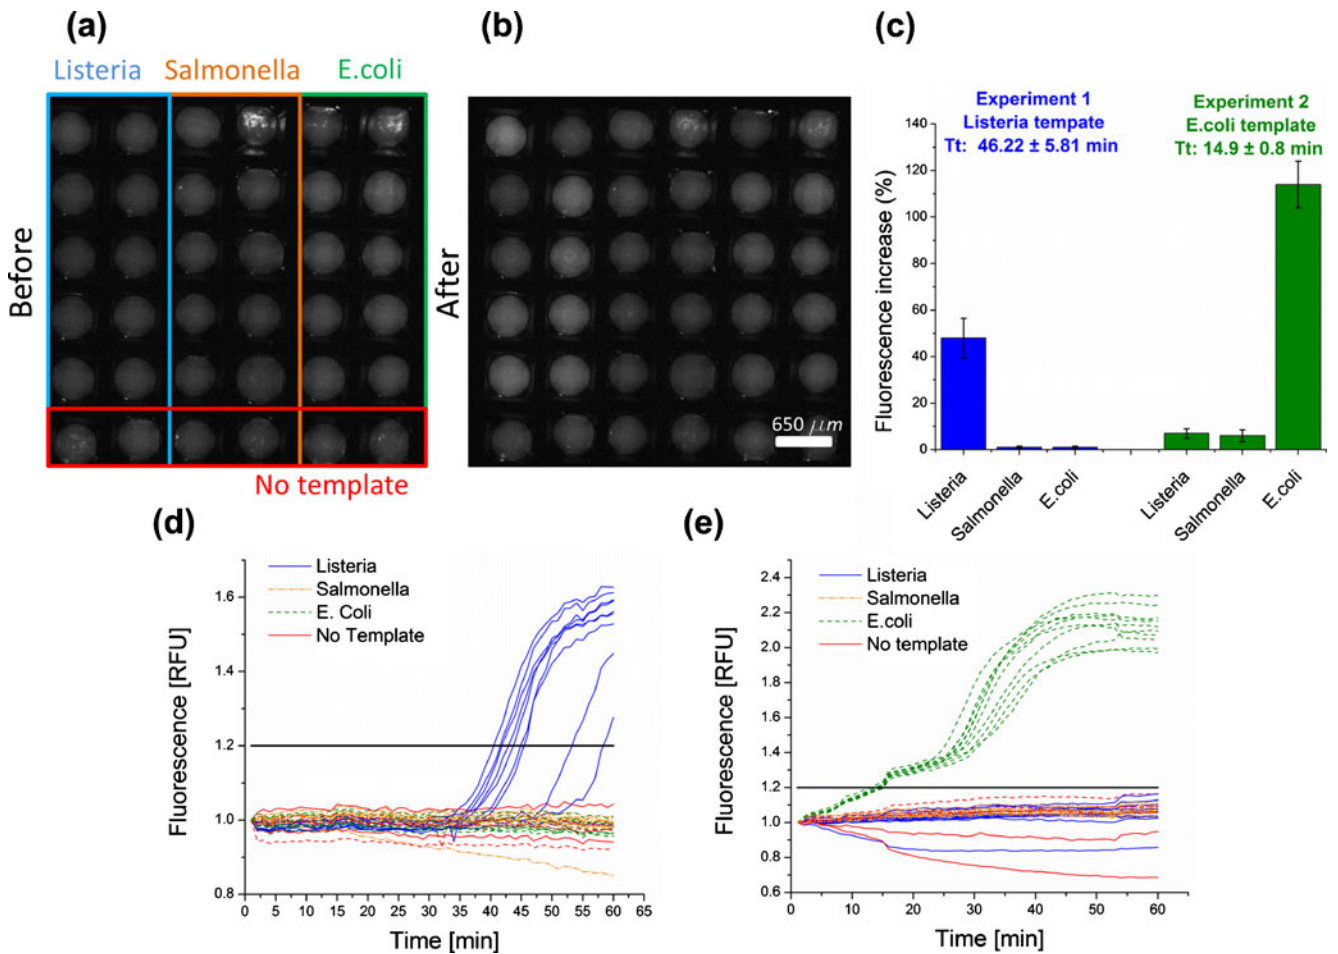 (a)
(b)
(c)
Listeria
Salmonella
E.coli
Before
After
No template
650 μm
Experiment 1
Listeria tempate
Tt: 46.22 ± 5.81 min
Experiment 2
E.coli template
Tt: 14.9 ± 0.8 min
Fluorescence increase (%)
140
120
100
80
60
40
20
0
Listeria
Salmonella
E.coli
Listeria
Salmonella
E.coli
(d)
Listeria
Salmonella
E. Coli
No Template
Fluorescence [RFU]
1.6
1.4
1.2
1.0
0.8
0 5 10 15 20 25 30 35 40 45 50 55 60 65
Time [min]
(e)
Listeria
Salmonella
E.coli
No template
Fluorescence [RFU]
2.4
2.2
2.0
1.8
1.6
1.4
1.2
1.0
0.8
0.6
0 10 20 30 40 50 60
Time [min]